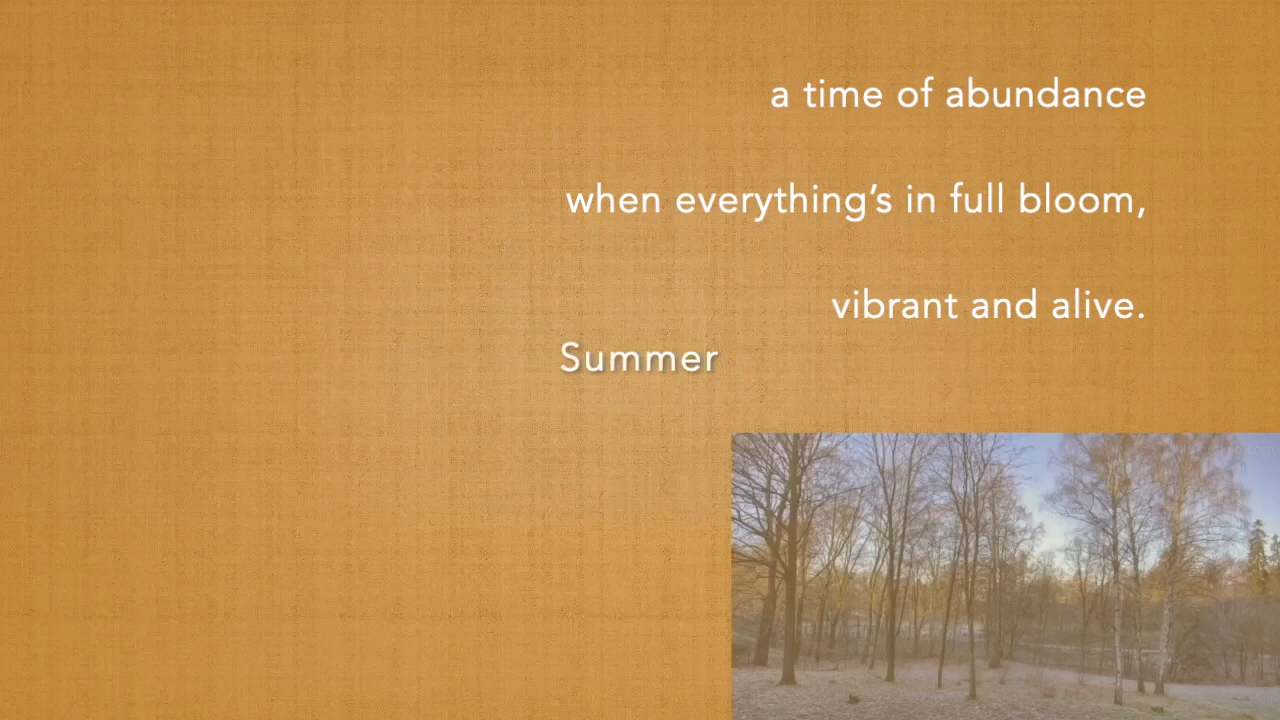 a time of abundance
when everything’s in full bloom,
vibrant and alive.
Summer